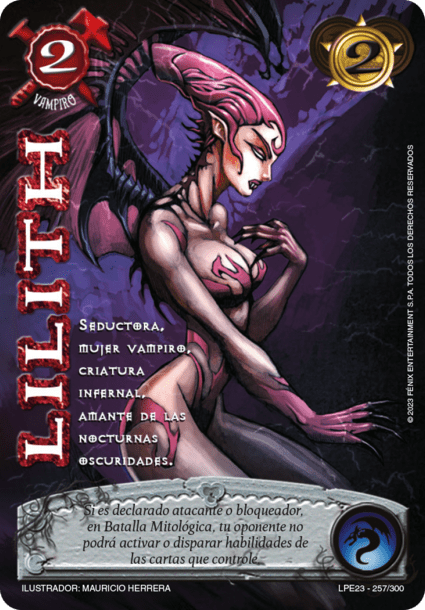 2
VAMPIRO
2
LILITH
SEDUCTORA,
MUJER VAMPIRO,
CRIATURA
INFERNAL,
AMANTE DE LAS
NOCTURNAS
OSCURIDADES.
Si es declarado atacante o bloqueador,
en Batalla Mitológica, tu oponente no
podrá activar o disparar habilidades de
las cartas que controle.
© 2023 FÉNIX ENTERTAINMENT S.P.A. TODOS LOS DERECHOS RESERVADOS
ILUSTRADOR: MAURICIO HERRERA
LPE23 - 257/300